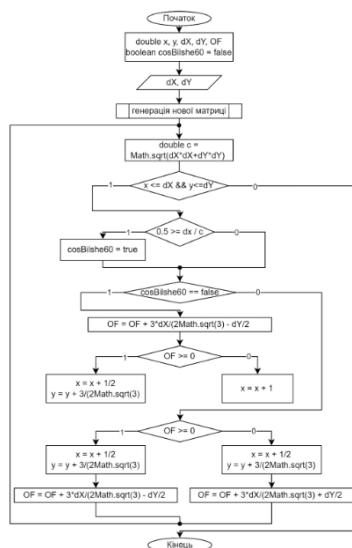 Початок
double x, y, dX, dY, OF
boolean cosBilshe60 = false
dX, dY
генерація нової матриці
double c =
Math.sqrt(dX*dX+dY*dY)
1
x <= dX && y<=dY
0
1
0.5 >= dx / c
0
cosBilshe60 = true
1
cosBilshe60 == false
0
OF = OF + 3*dX/(2Math.sqrt(3) - dY/2
1
OF >= 0
0
x = x + 1/2
y = y + 3/(2Math.sqrt(3)
x = x + 1
1
OF >= 0
0
x = x + 1/2
y = y + 3/(2Math.sqrt(3)
x = x + 1/2
y = y + 3/(2Math.sqrt(3)
OF = OF + 3*dX/(2Math.sqrt(3) - dY/2
OF = OF + 3*dX/(2Math.sqrt(3) + dY/2
Кінець